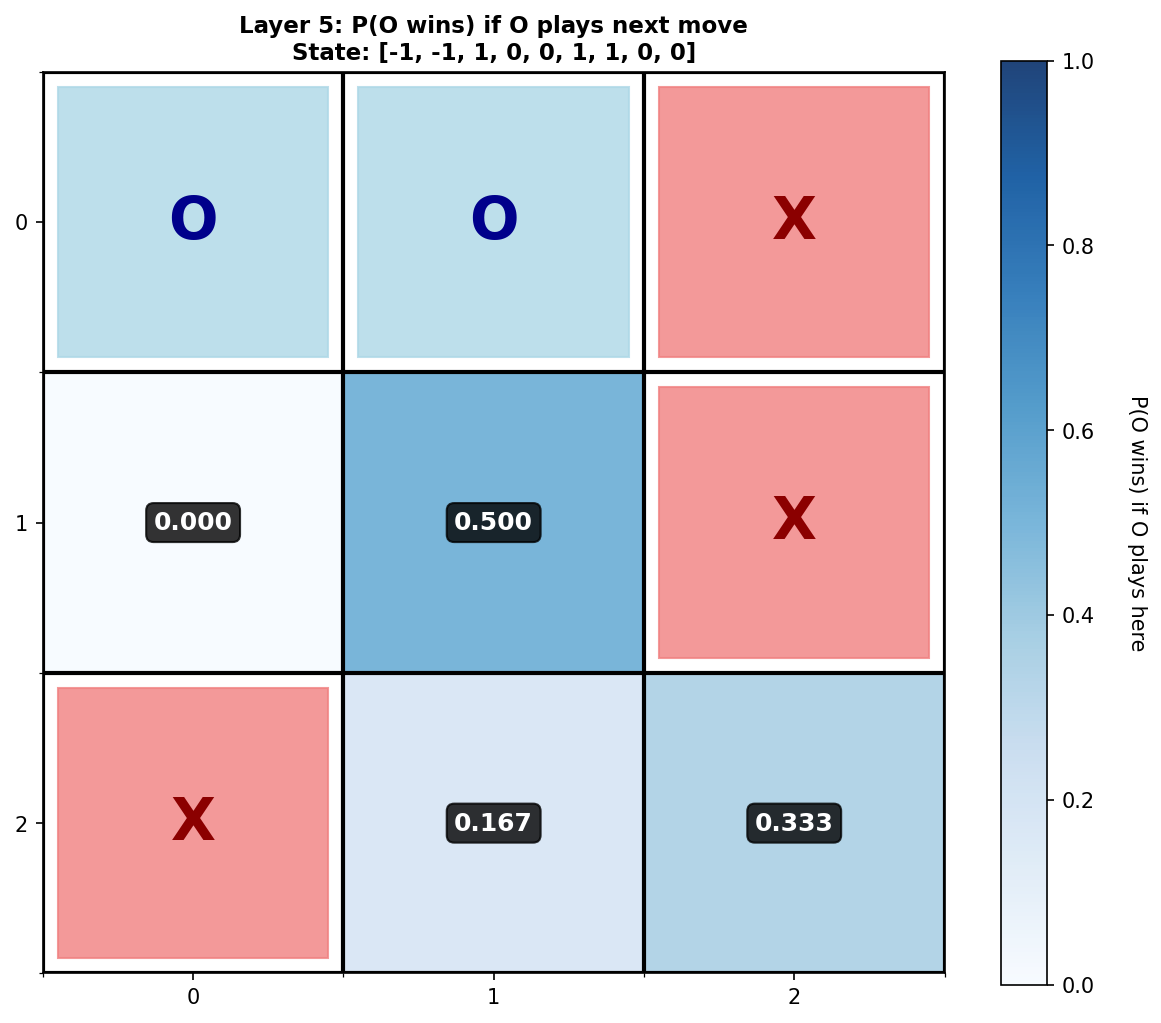 Layer 5: P(O wins) if O plays next move
State: [-1, -1, 1, 0, 0, 1, 1, 0, 0]
0
O
O
X
1
0.000
0.500
X
2
X
0.167
0.333
0
1
2
1.0
0.8
0.6
0.4
0.2
0.0
P(O wins) if O plays here